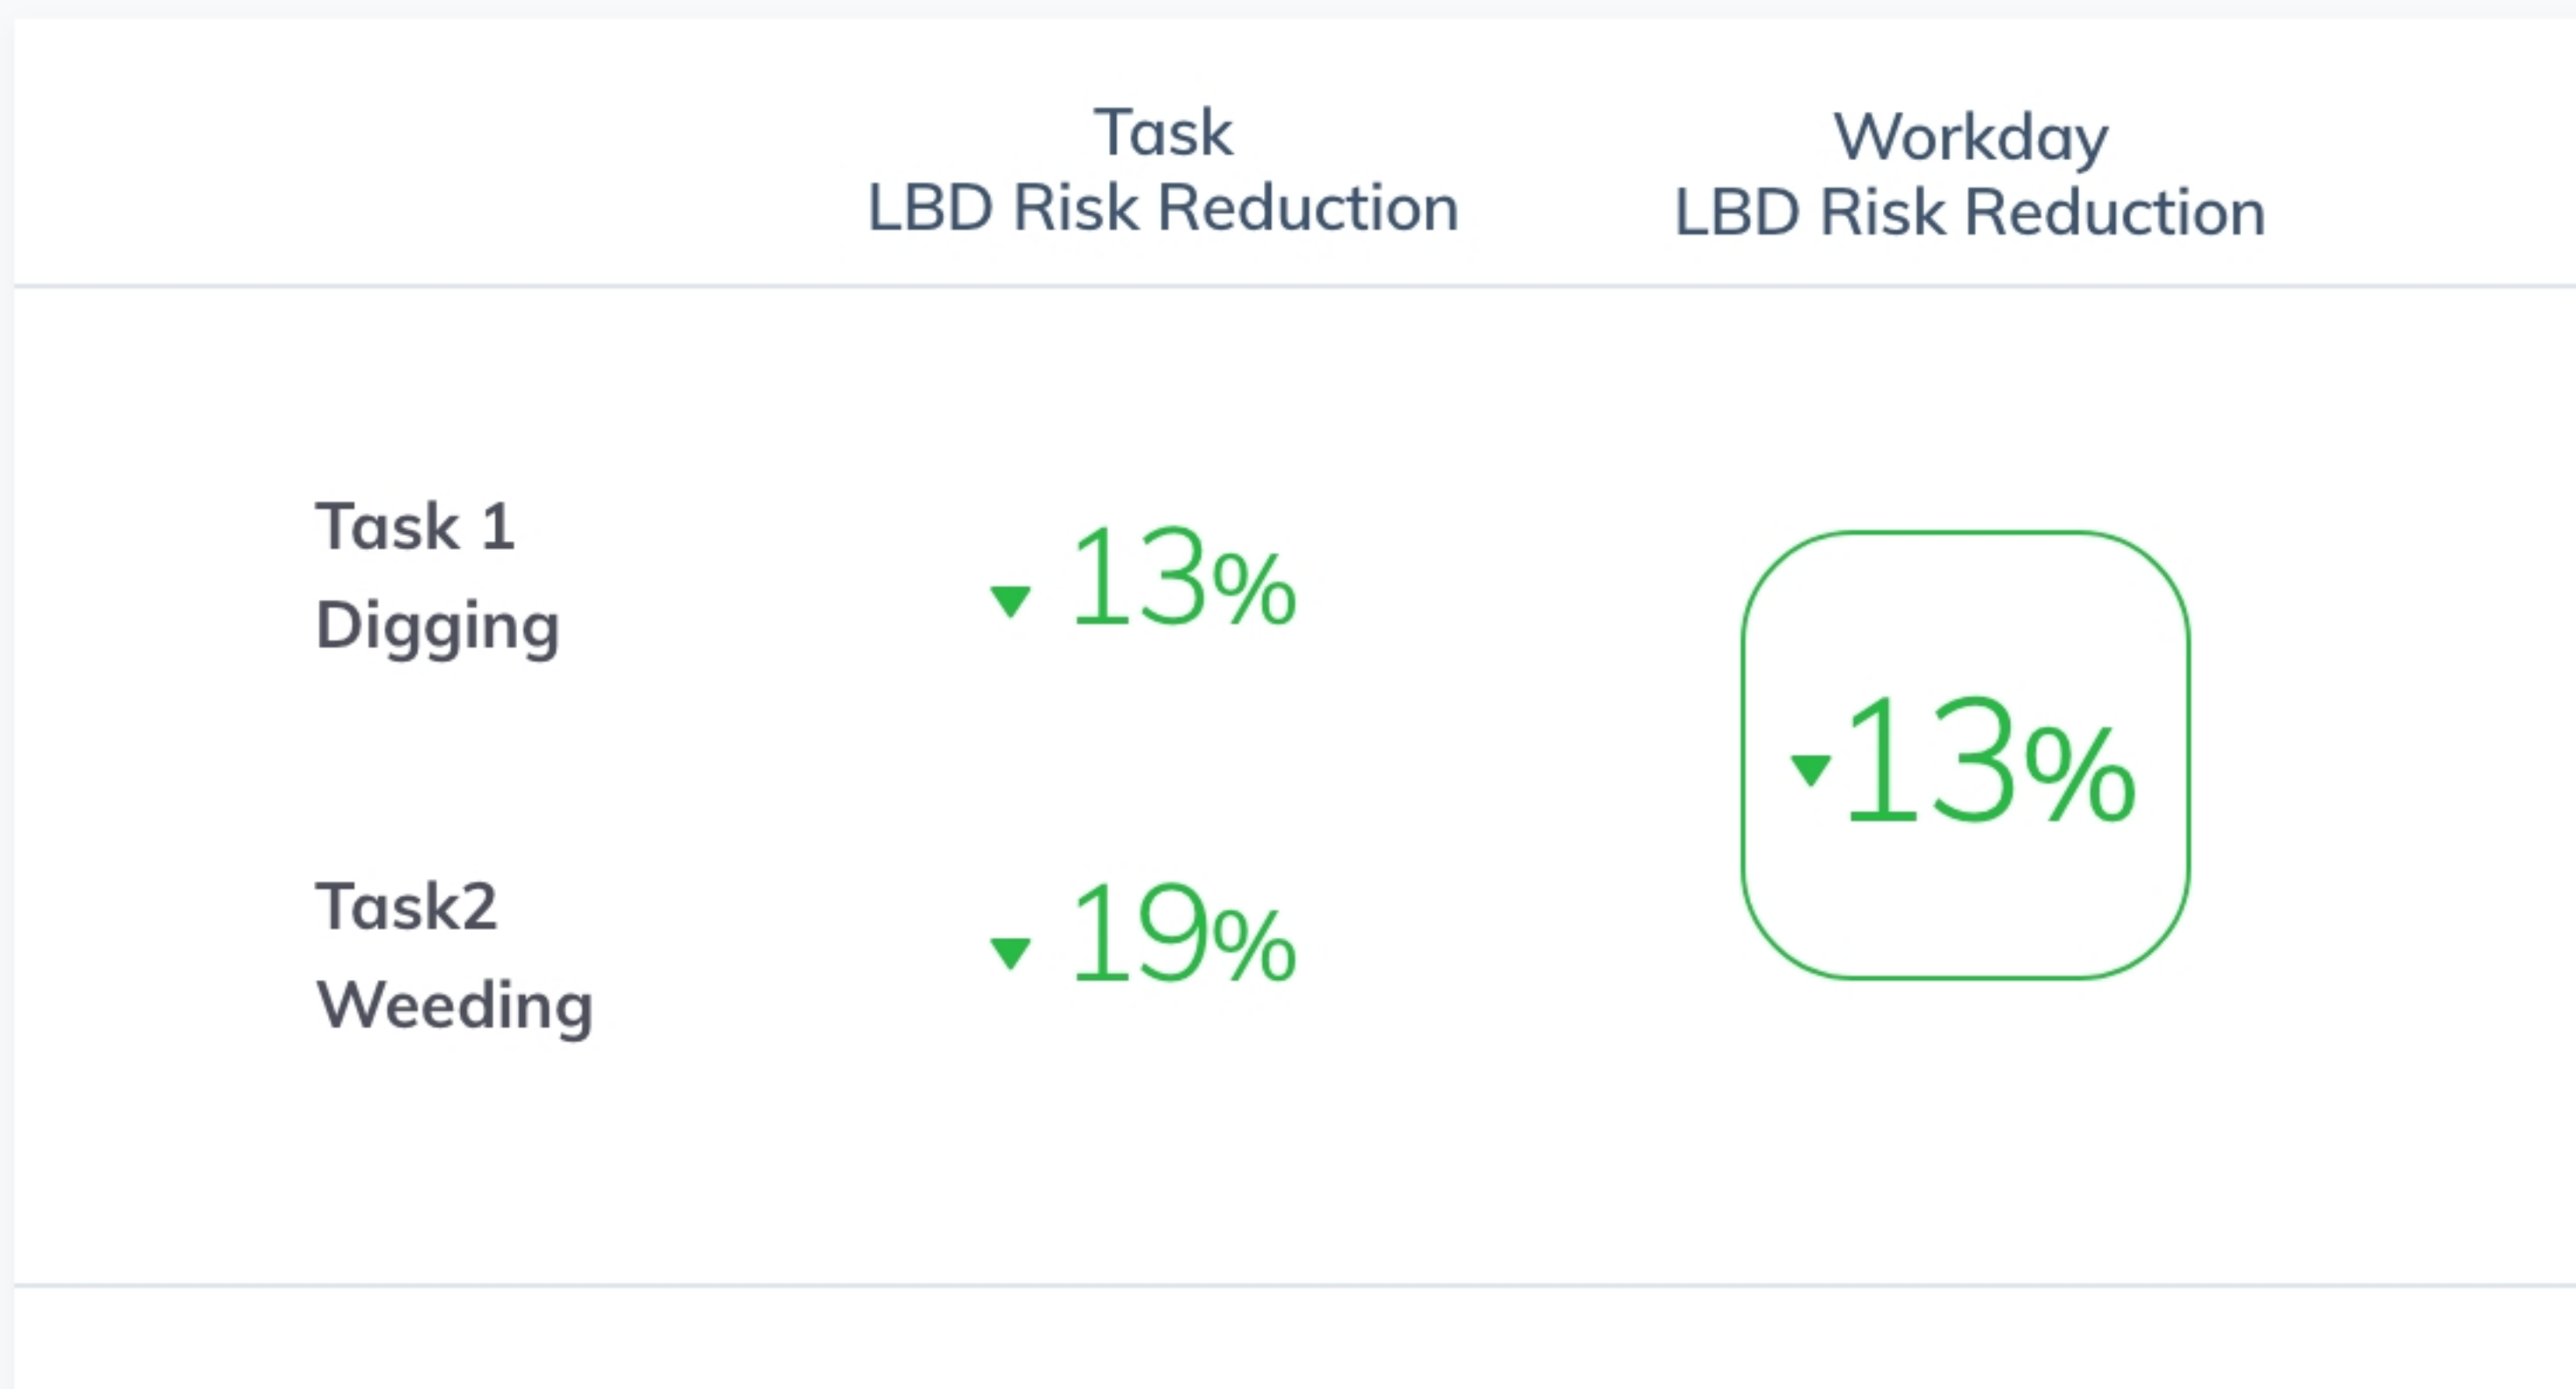 Task
LBD Risk Reduction
Workday
LBD Risk Reduction
Task 1
Digging
▼ 13%
▼13%
Task2
Weeding
▼ 19%